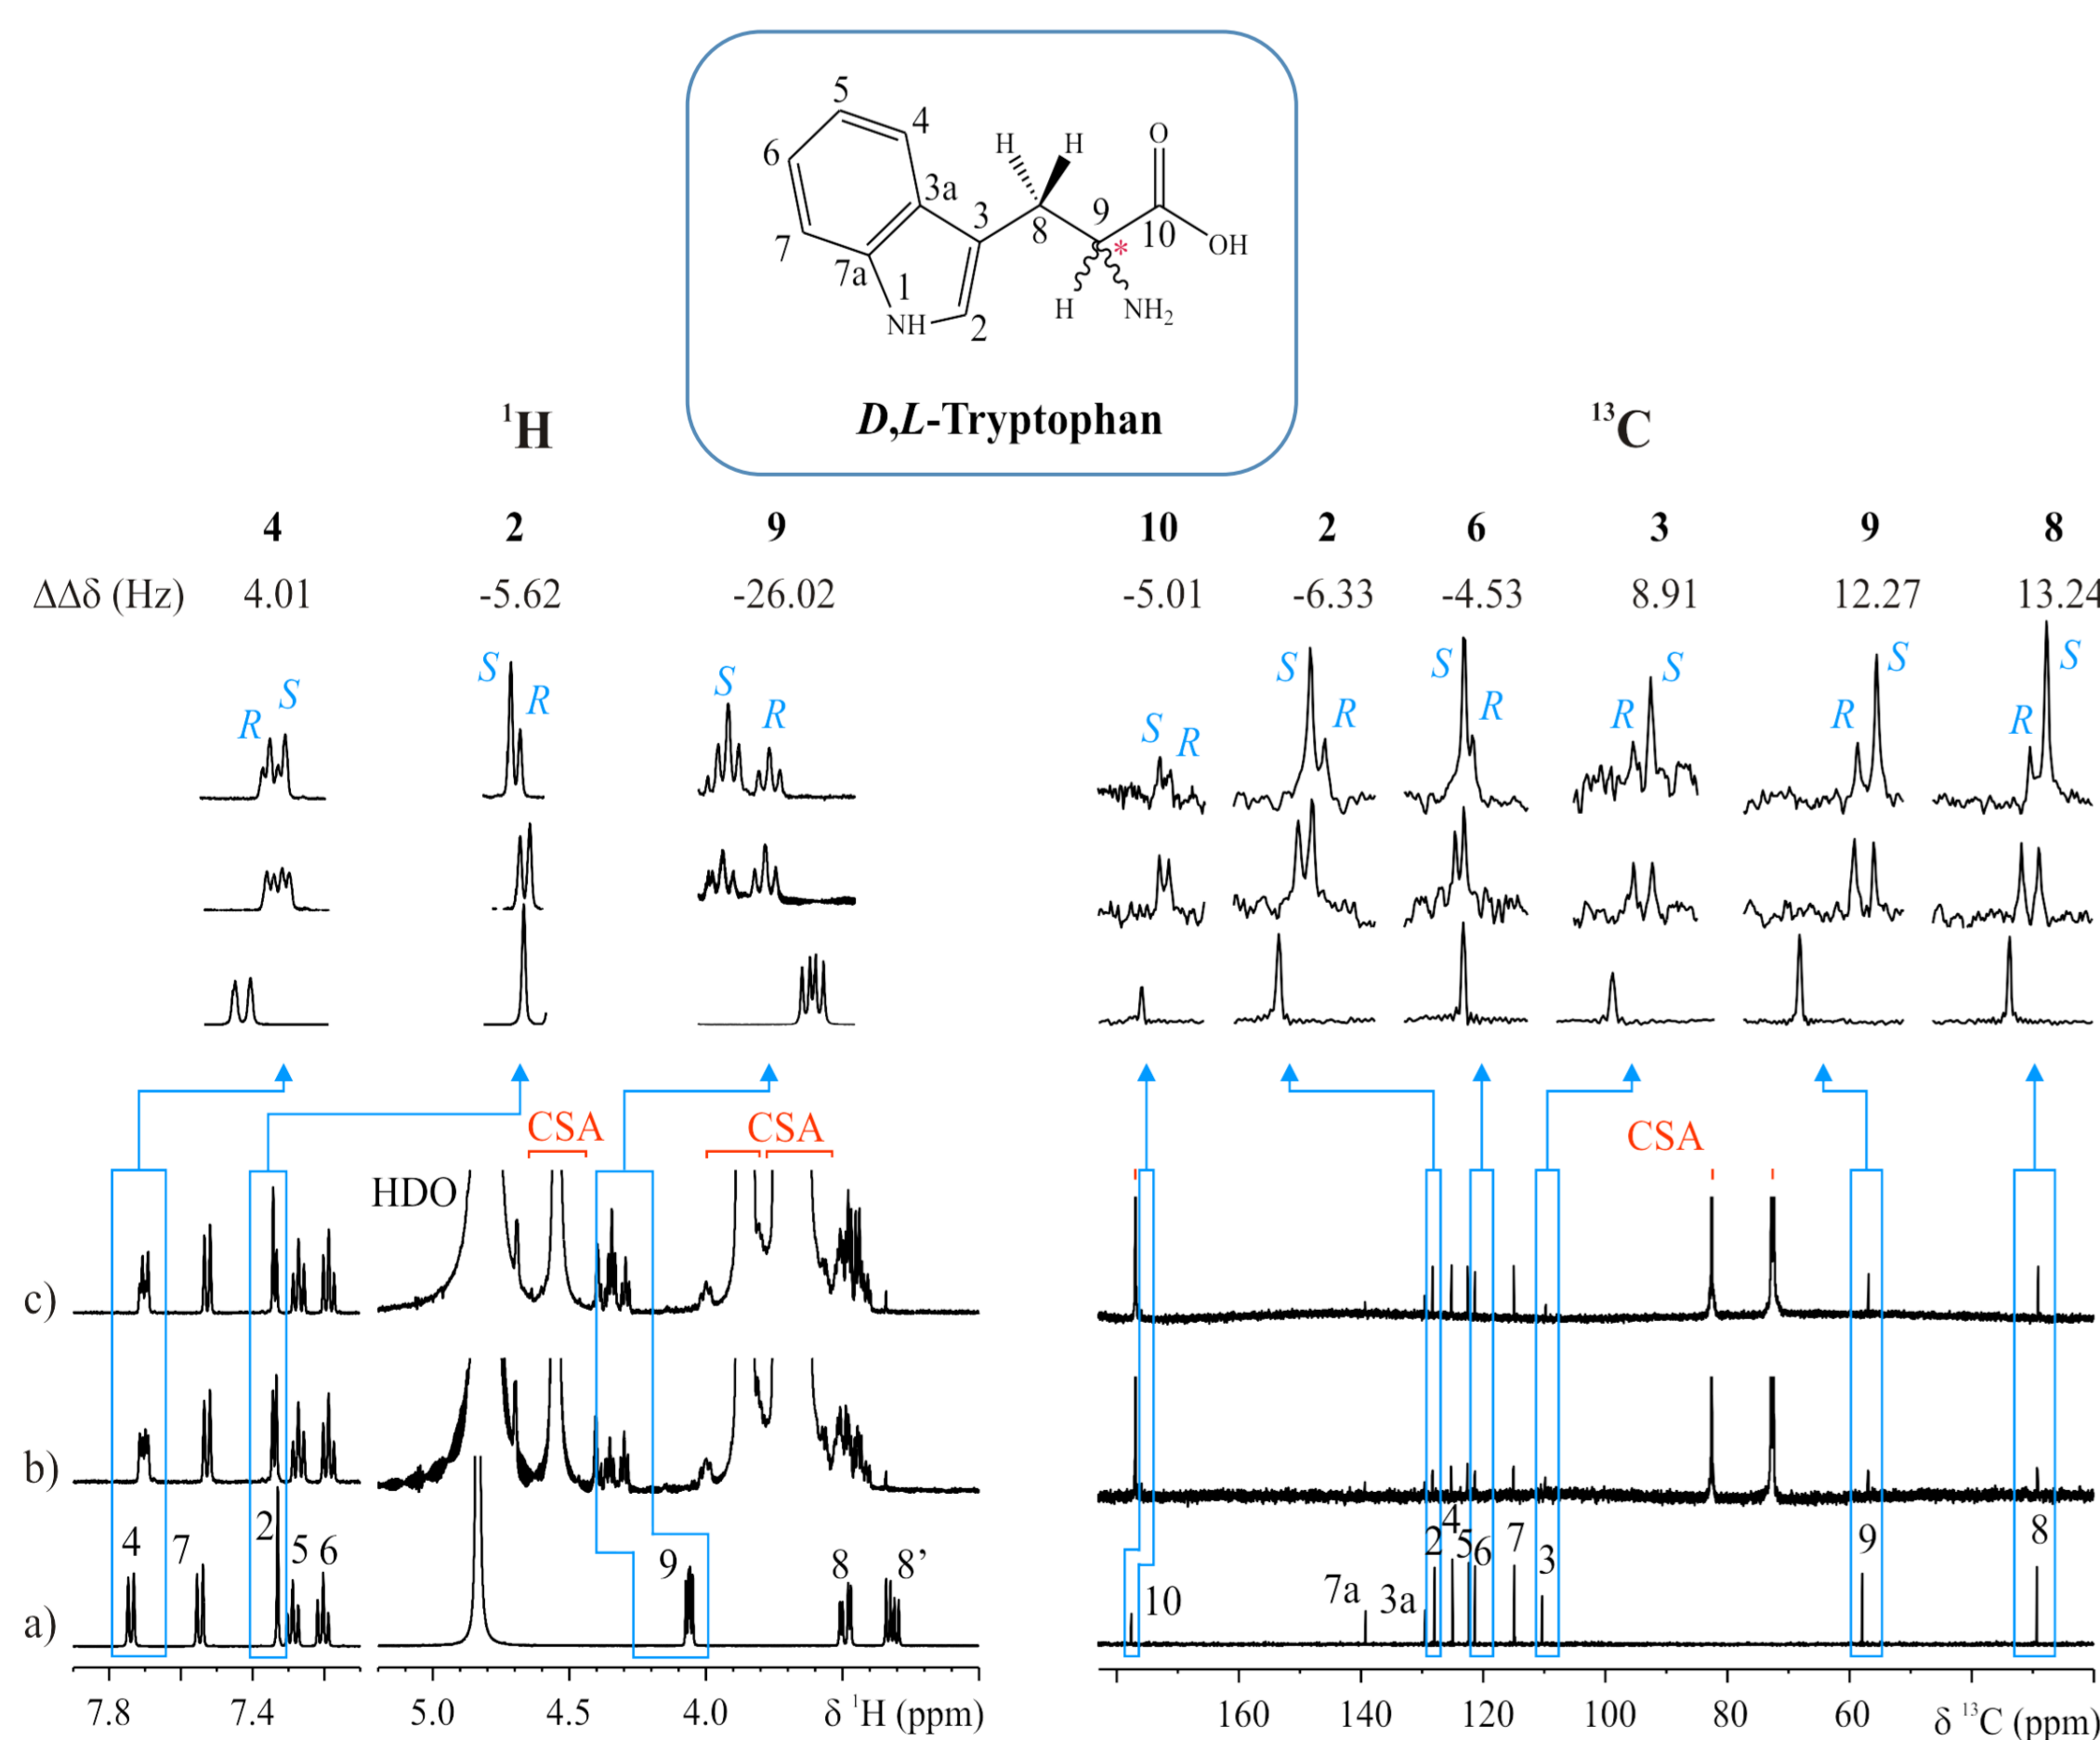 5
4
6
H
H
O
3a
3
9
8
10
*
OH
7
7a
1
NH
2
H
NH₂
D,L-Tryptophan
¹H
¹³C
4 2 9 10 2 6 3 9 8
ΔΔδ (Hz) 4.01 -5.62 -26.02 -5.01 -6.33 -4.53 8.91 12.27 13.24
R S S R S R S R S R S R R S R S R S
CSA CSA CSA
HDO
c)
b)
a)
4 7 2 5 6 9 8 8’
10 7a 3a 2 4 5 6 7 3 9 8
7.8 7.4 5.0 4.5 4.0 δ ¹H (ppm)
160 140 120 100 80 60 δ ¹³C (ppm)